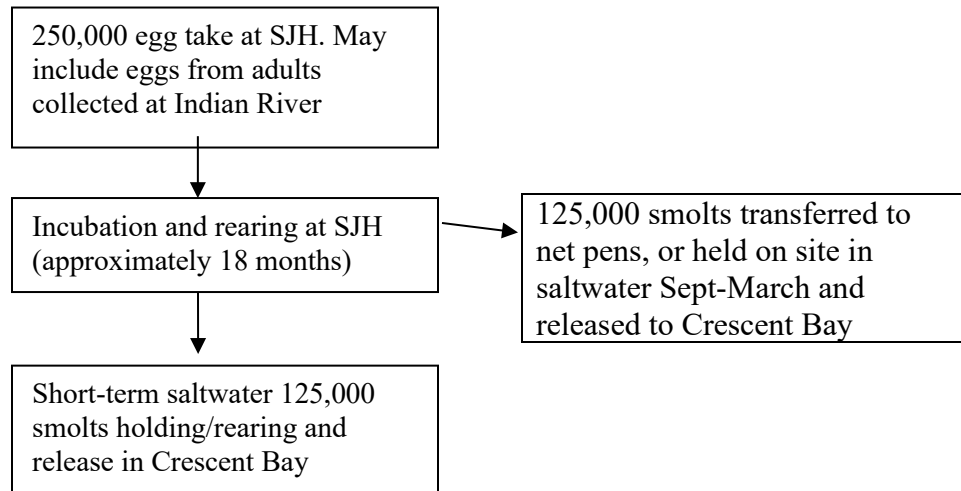 250,000 egg take at SJH. May
include eggs from adults
collected at Indian River
Incubation and rearing at SJH
(approximately 18 months)
125,000 smolts transferred to
net pens, or held on site in
saltwater Sept-March and
released to Crescent Bay
Short-term saltwater 125,000
smolts holding/rearing and
release in Crescent Bay